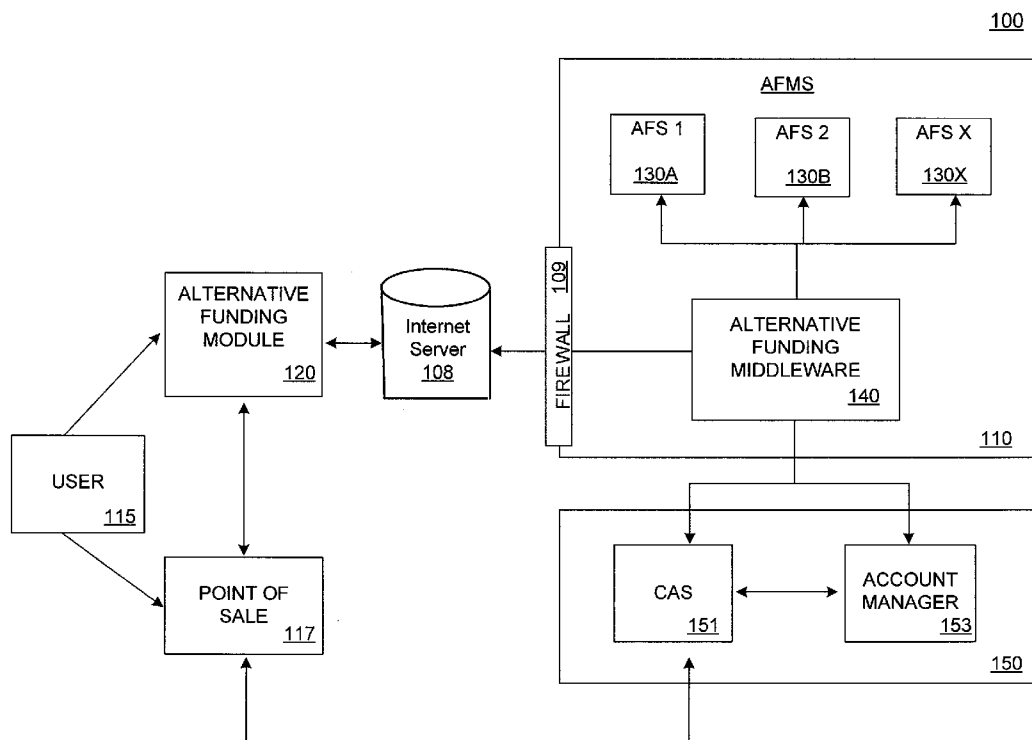 100
AFMS
AFS 1
130A
AFS 2
130B
AFS X
130X
FIREWALL 109
ALTERNATIVE
FUNDING
MODULE
120
Internet
Server
108
ALTERNATIVE
FUNDING
MIDDLEWARE
140
110
USER
115
POINT OF
SALE
117
CAS
151
ACCOUNT
MANAGER
153
150